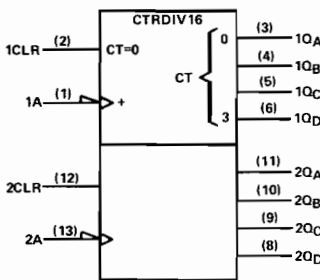 CTRDIV16
1CLR (2) CT=0 0 (3) 1QA
(4) 1QB
CT
(5) 1QC
1A (1) + 3 (6) 1QD
2CLR (12) (11) 2QA
(10) 2QB
2A (13) (9) 2QC
(8) 2QD